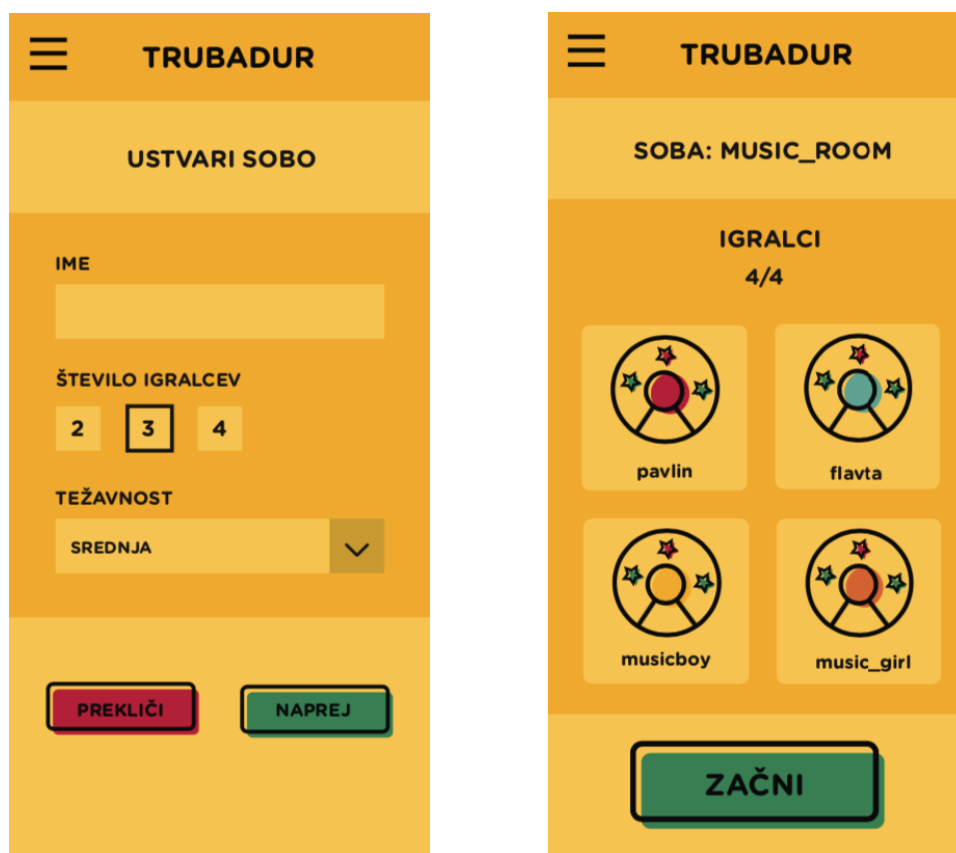 TRUBADUR
USTVARI SOBO
IME
ŠTEVILO IGRALCEV
2 3 4
TEŽAVNOST
SREDNJA
PREKLIČI NAPREJ
TRUBADUR
SOBA: MUSIC_ROOM
IGRALCI
4/4
pavlin flavta
musicboy music_girl
ZAČNI